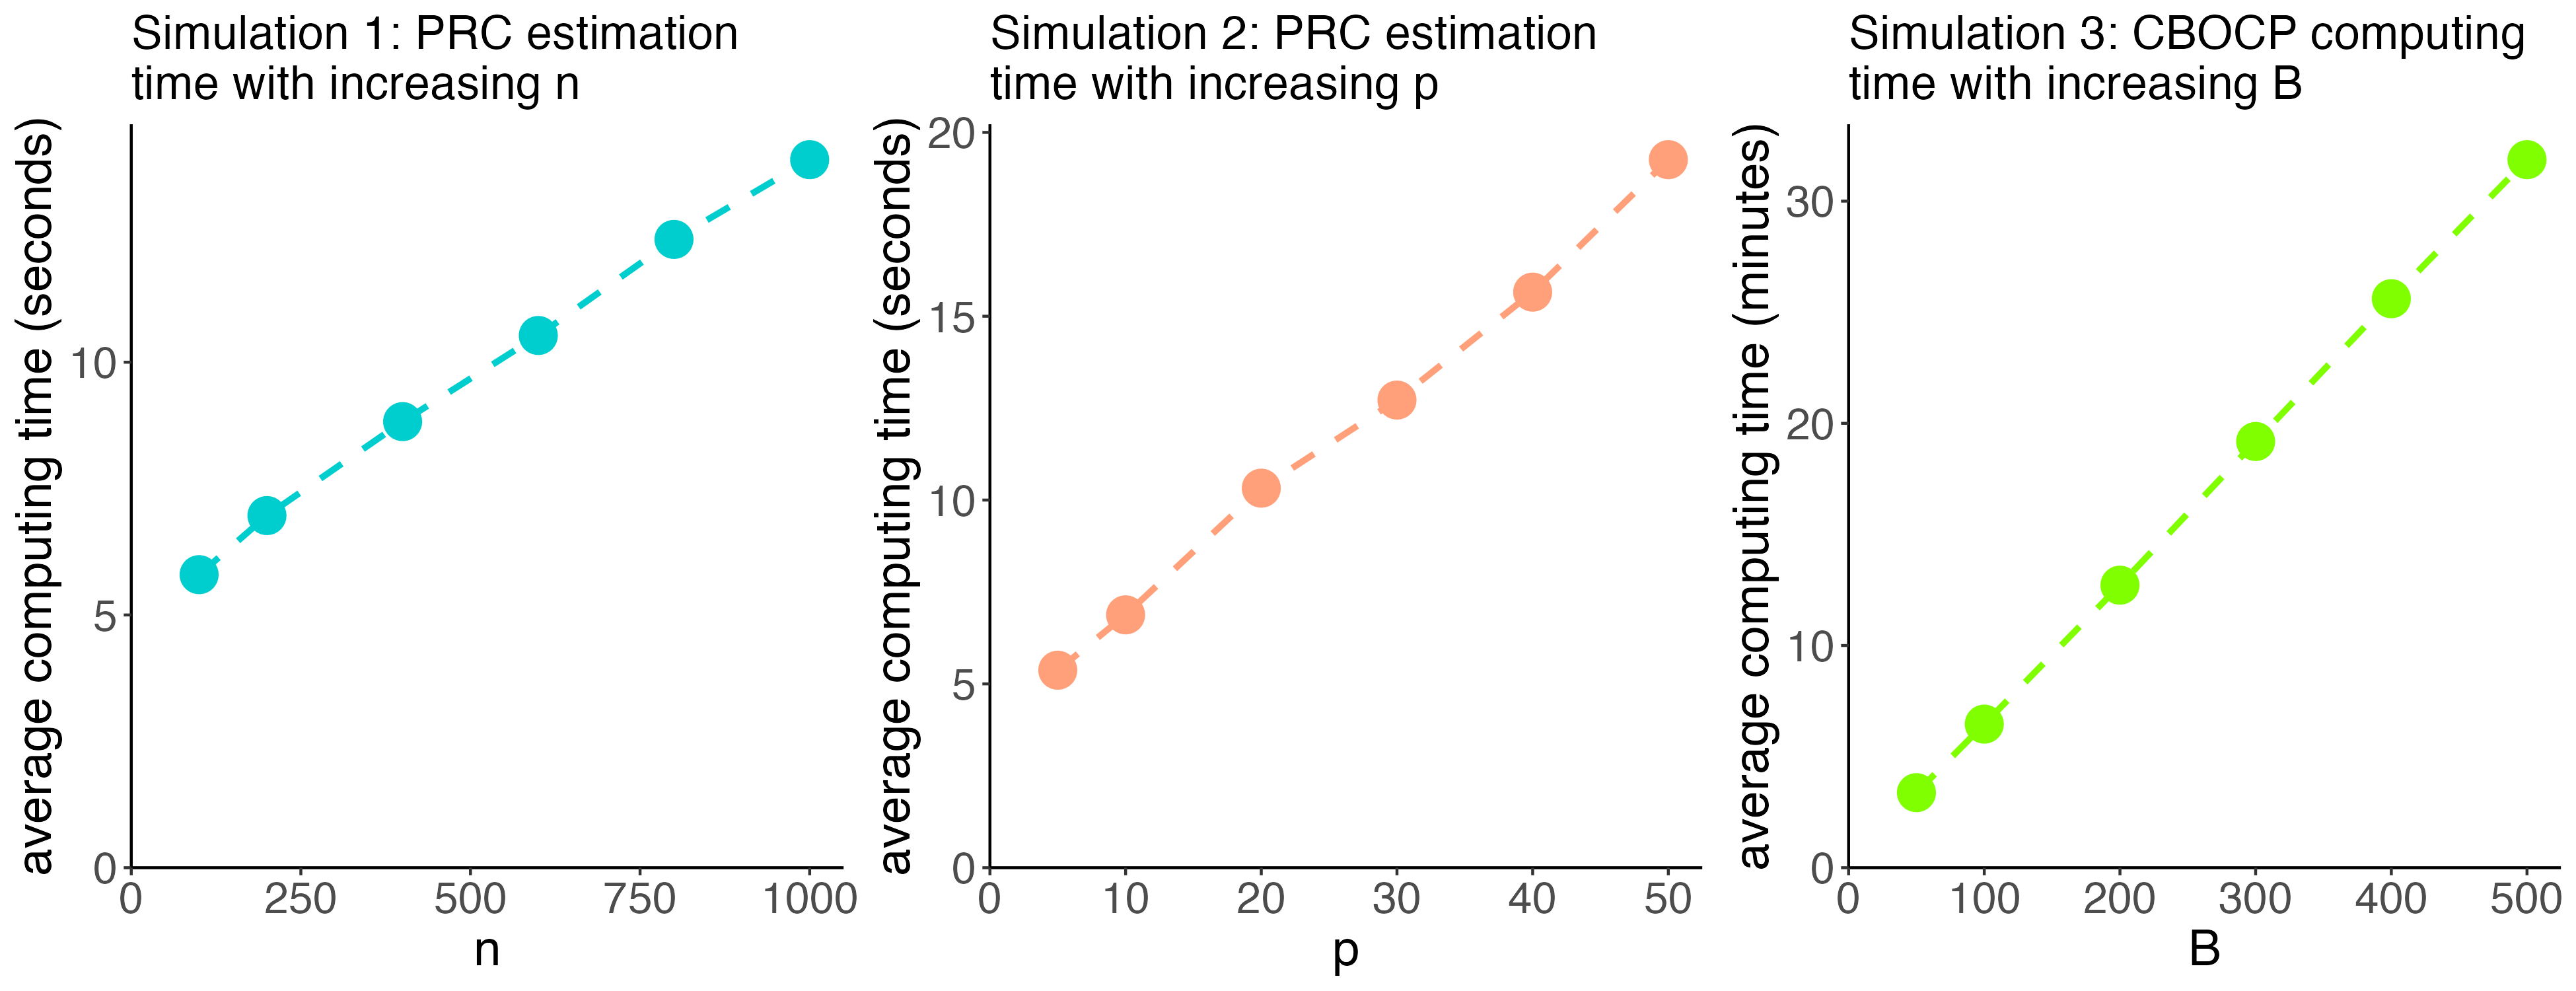 Simulation 1: PRC estimation
time with increasing n
average computing time (seconds)
10
5
0
0 250 500 750 1000
n
Simulation 2: PRC estimation
time with increasing p
average computing time (seconds)
20
15
10
5
0
0 10 20 30 40 50
p
Simulation 3: CBOCP computing
time with increasing B
average computing time (minutes)
30
20
10
0
0 100 200 300 400 500
B